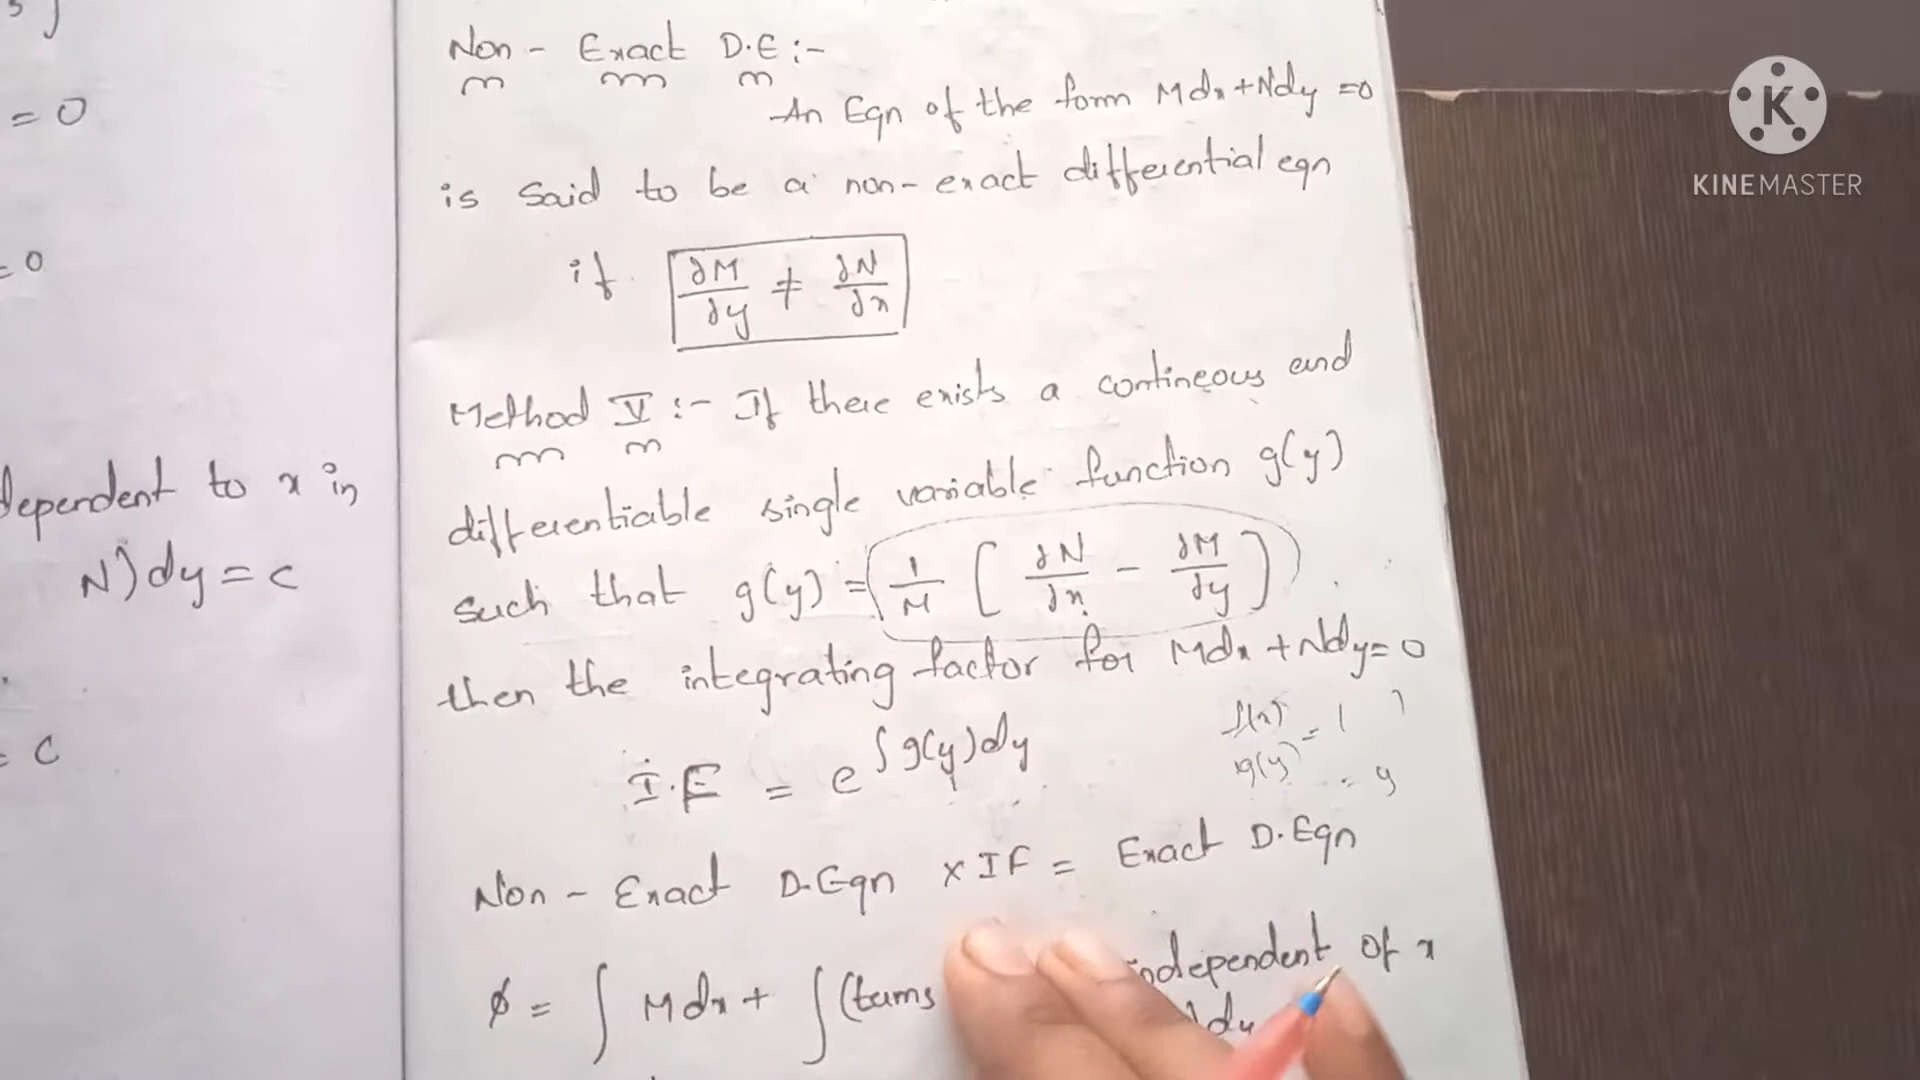 = 0
= 0
dependent to x in
N) dy = c
= c
Non - Exact D.E :-
An Eqn of the form Mdx + Ndy = 0
is said to be a non-exact differential eqn
if ∂M/∂y ≠ ∂N/∂x
Method V :- If there exists a contineous and
differentiable single variable function g(y)
such that g(y) = 1/M [ ∂N/∂x - ∂M/∂y ]
then the integrating factor for Mdx + Ndy = 0
f(x) = 1
g(y) = y
I.F = e^∫g(y)dy
Non - Exact D.Eqn x IF = Exact D.Eqn
ø = ∫ Mdx + ∫(terms independent of x
) dy
KINEMASTER